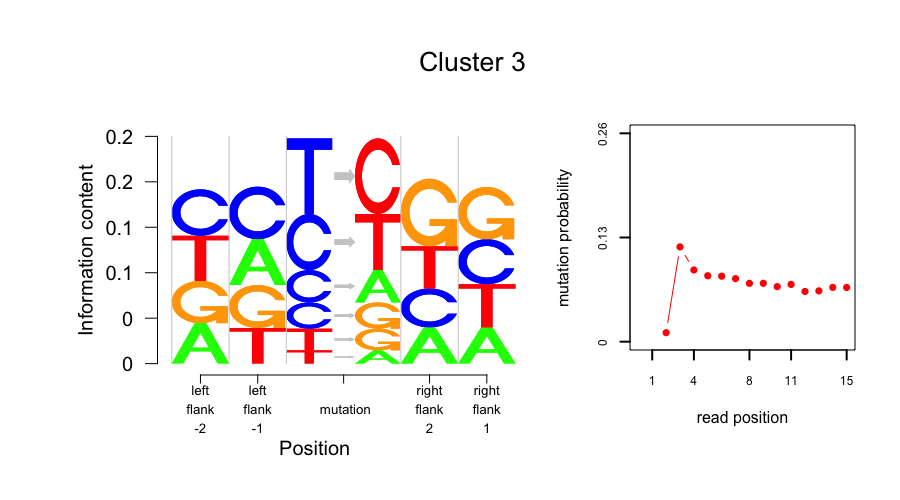 Cluster 3
Information content
0.2
0.2
0.1
0.1
0
0
C
T
G
A
C
A
G
T
T
C
C
C
T
T
C
T
A
G
G
A
G
T
C
A
G
C
T
A
left
flank
-2
left
flank
-1
mutation
right
flank
2
right
flank
1
Position
mutation probability
0.26
0.13
0
1 4 8 11 15
read position